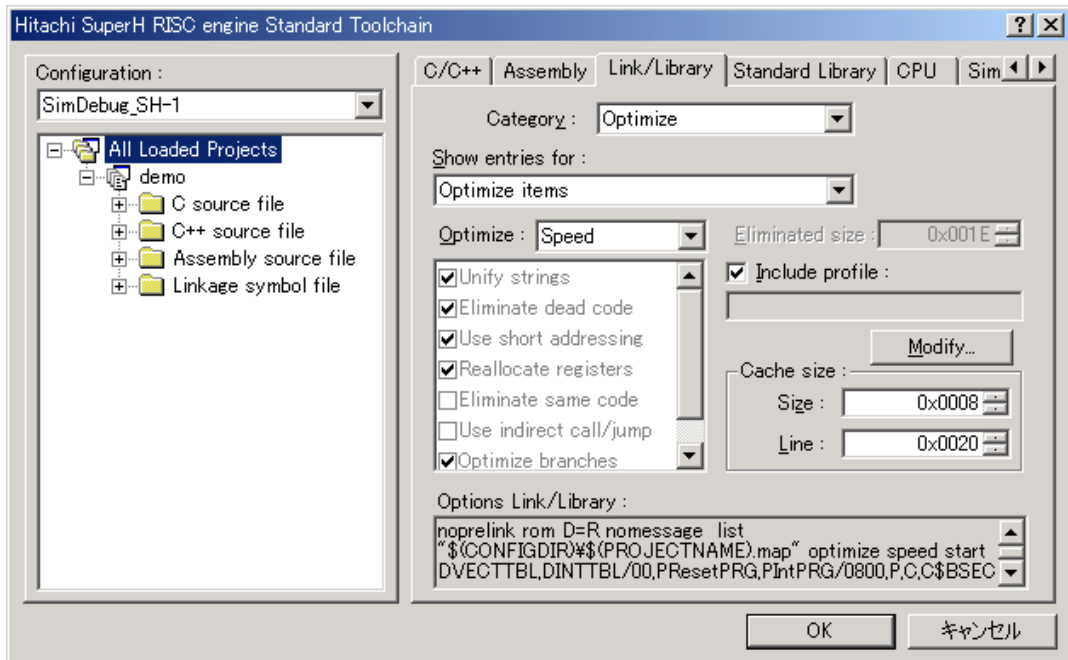 Hitachi SuperH RISC engine Standard Toolchain
Configuration :
SimDebug_SH-1
All Loaded Projects
demo
C source file
C++ source file
Assembly source file
Linkage symbol file
C/C++ Assembly Link/Library Standard Library CPU Sim
Category : Optimize
Show entries for :
Optimize items
Optimize : Speed
Eliminated size : 0x001E
Unify strings
Eliminate dead code
Use short addressing
Reallocate registers
Eliminate same code
Use indirect call/jump
Optimize branches
Include profile :
Modify...
Cache size :
Size : 0x0008
Line : 0x0020
Options Link/Library :
noprelink rom D=R nomessage list
"$(CONFIGDIR)¥$(PROJECTNAME).map" optimize speed start
DVECTTBL,DINTTBL/00,PResetPRG,PIntPRG/0800,P,C,C$BSEC
OK キャンセル